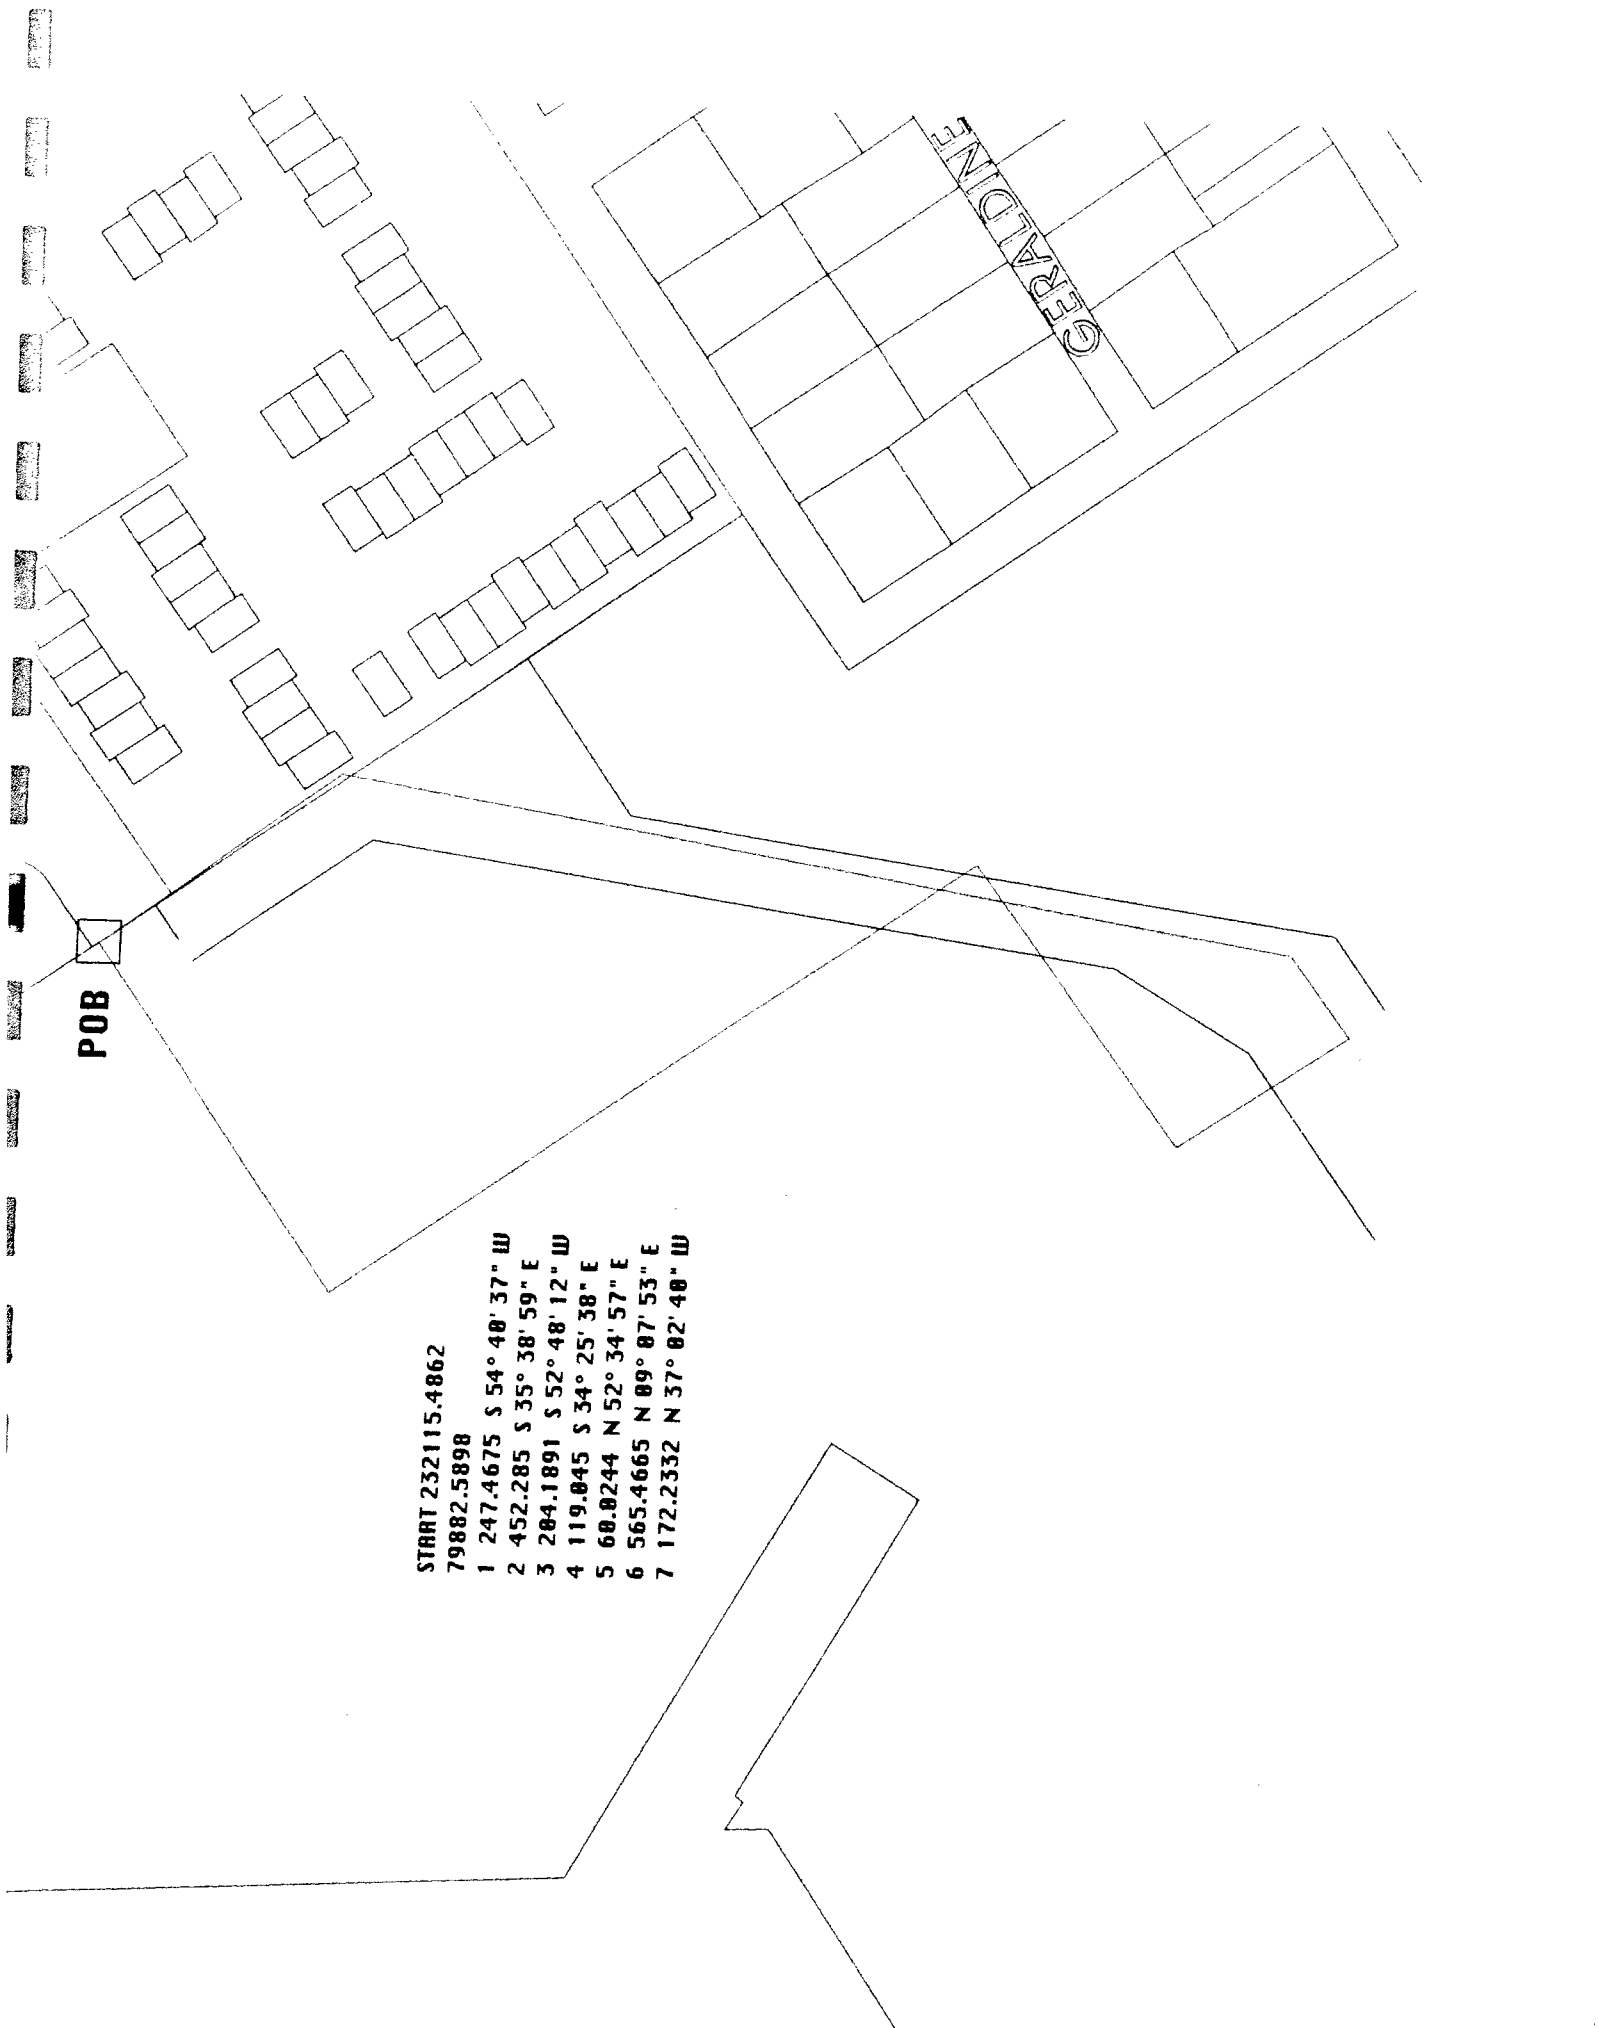 POB
GERALDINE
START 232115.4862
79882.5898
1 247.4675 S 54° 40' 37" W
2 452.285 S 35° 38' 59" E
3 204.1891 S 52° 48' 12" W
4 119.045 S 34° 25' 38" E
5 60.0244 N 52° 34' 57" E
6 565.4665 N 09° 07' 53" E
7 172.2332 N 37° 02' 40" W